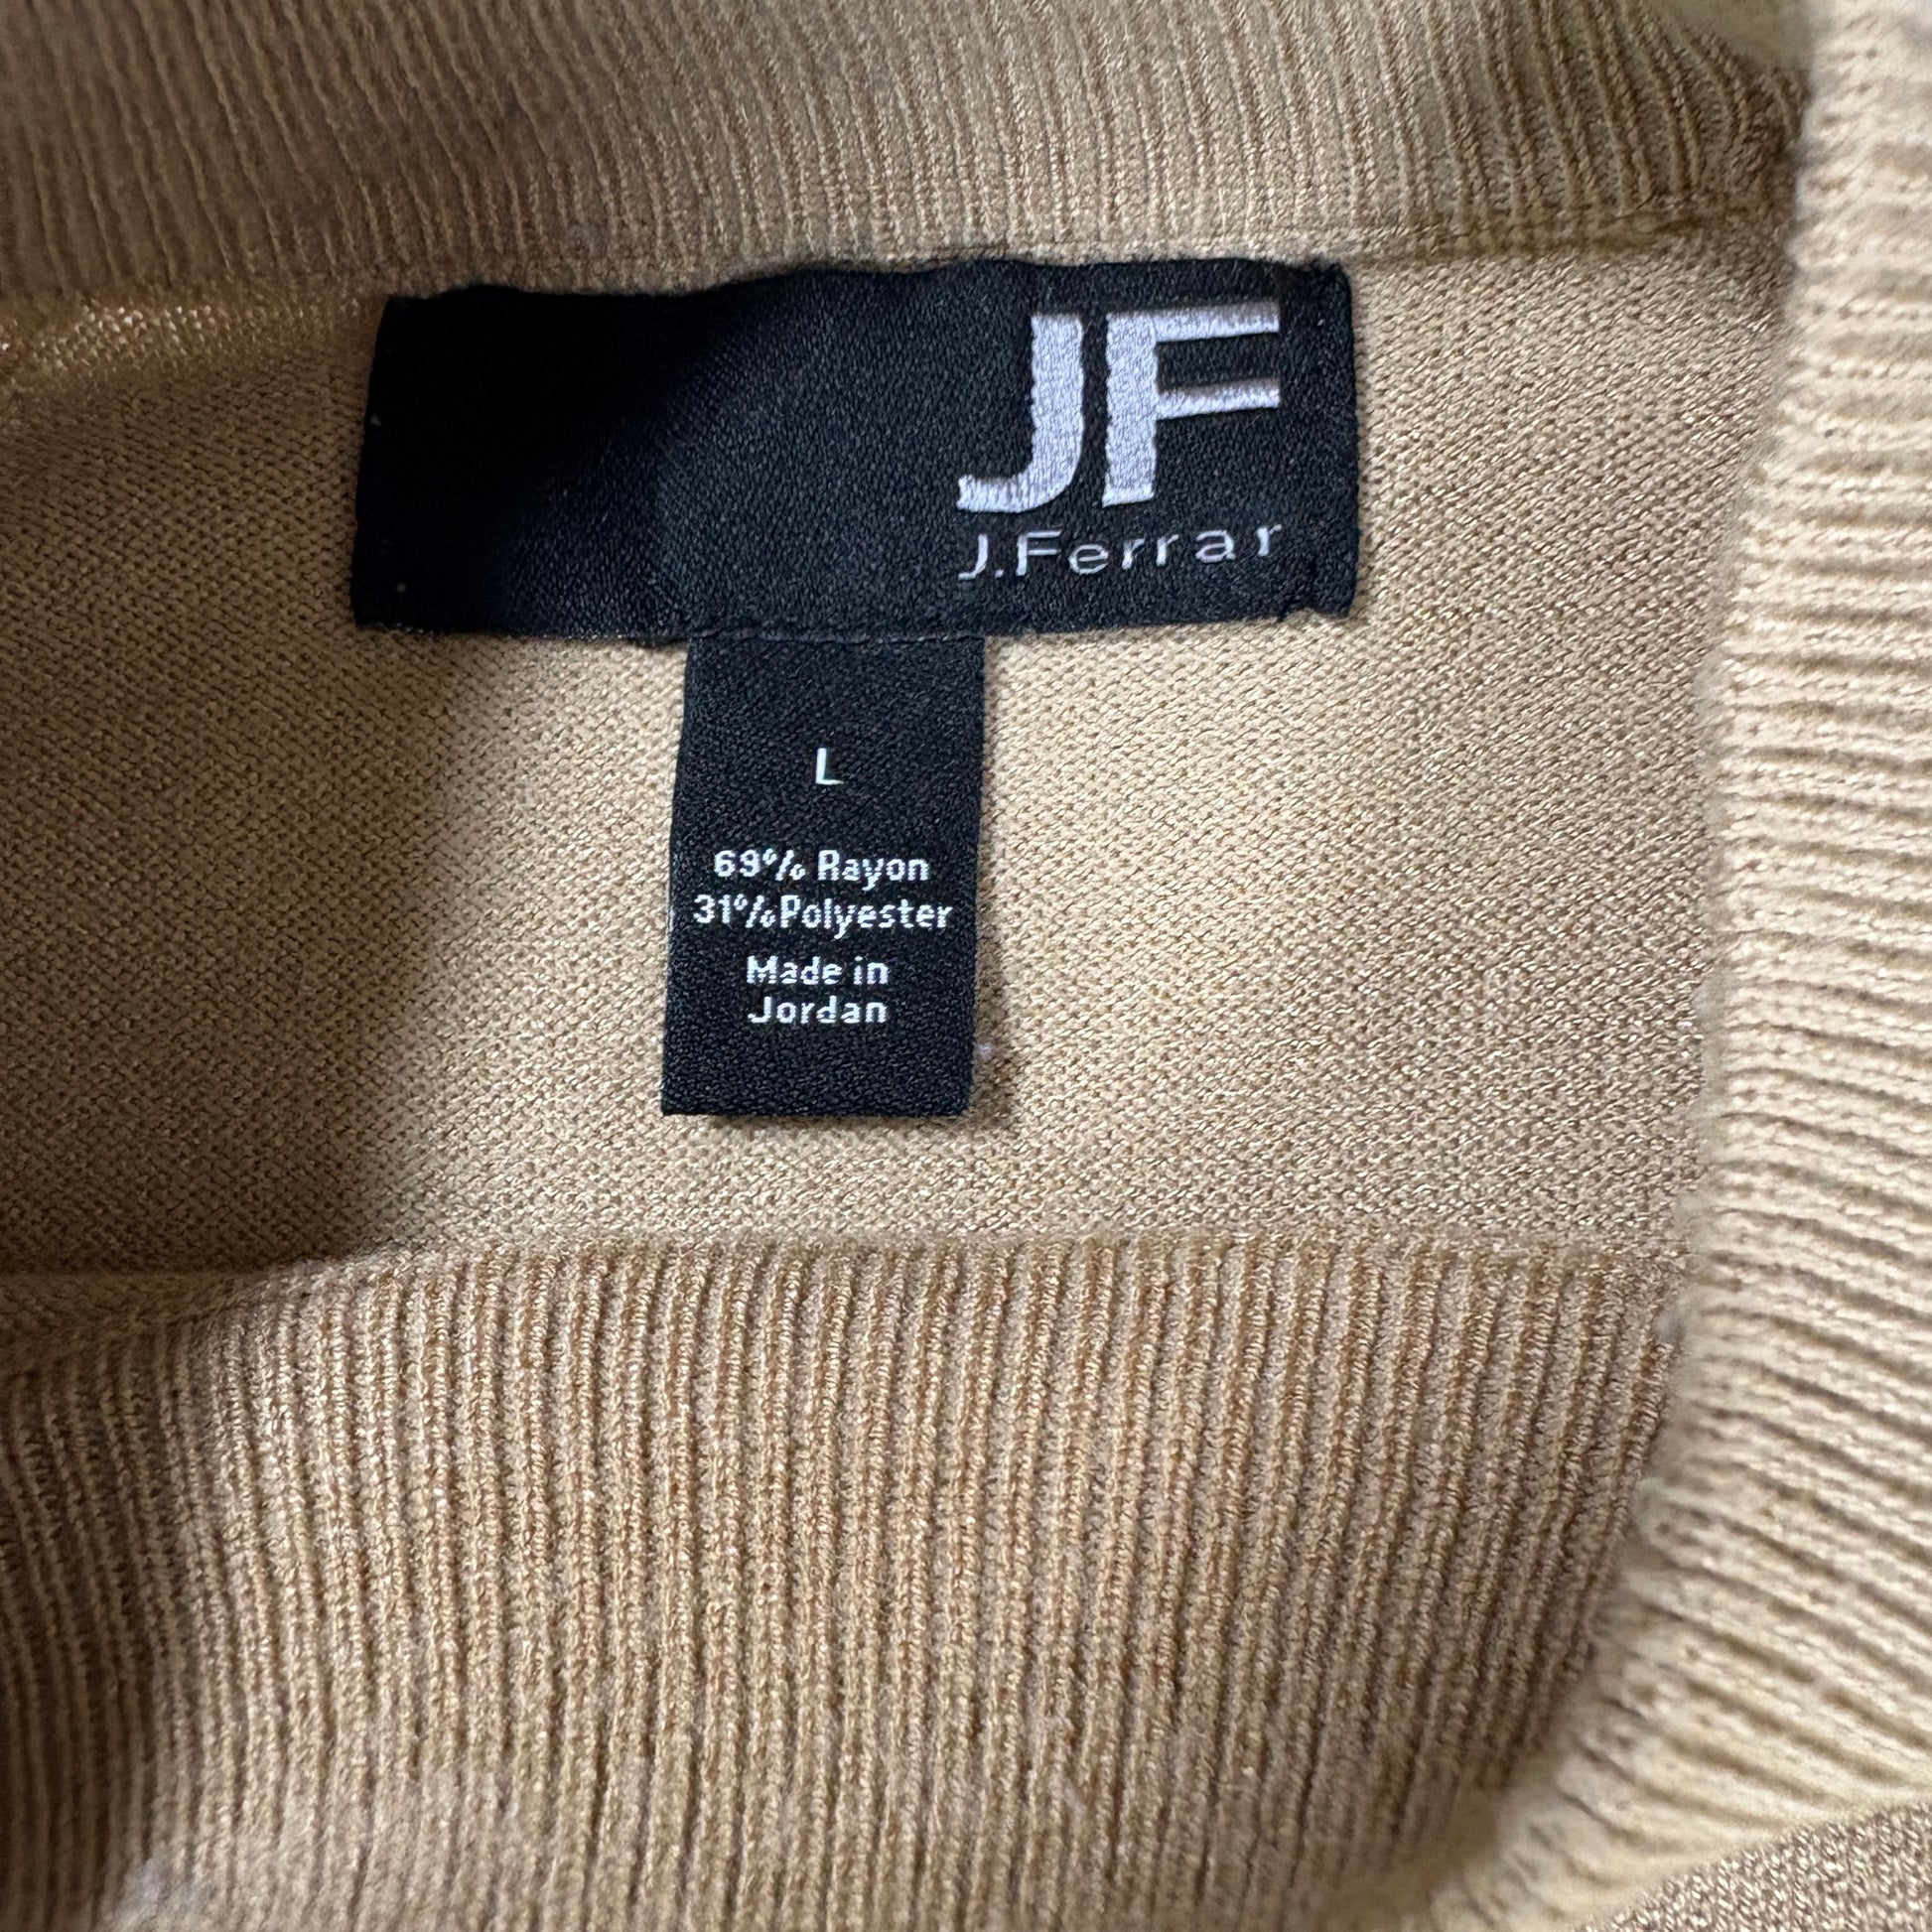 JF
J.Ferrar
L
69% Rayon
31%Polyester
Made in
Jordan